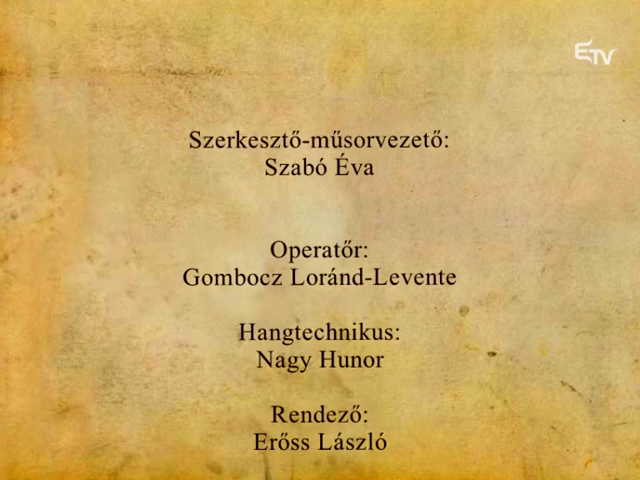 ETV
Szerkesztő-műsorvezető:
Szabó Éva
Operatőr:
Gombocz Loránd-Levente
Hangtechnikus:
Nagy Hunor
Rendező:
Erőss László